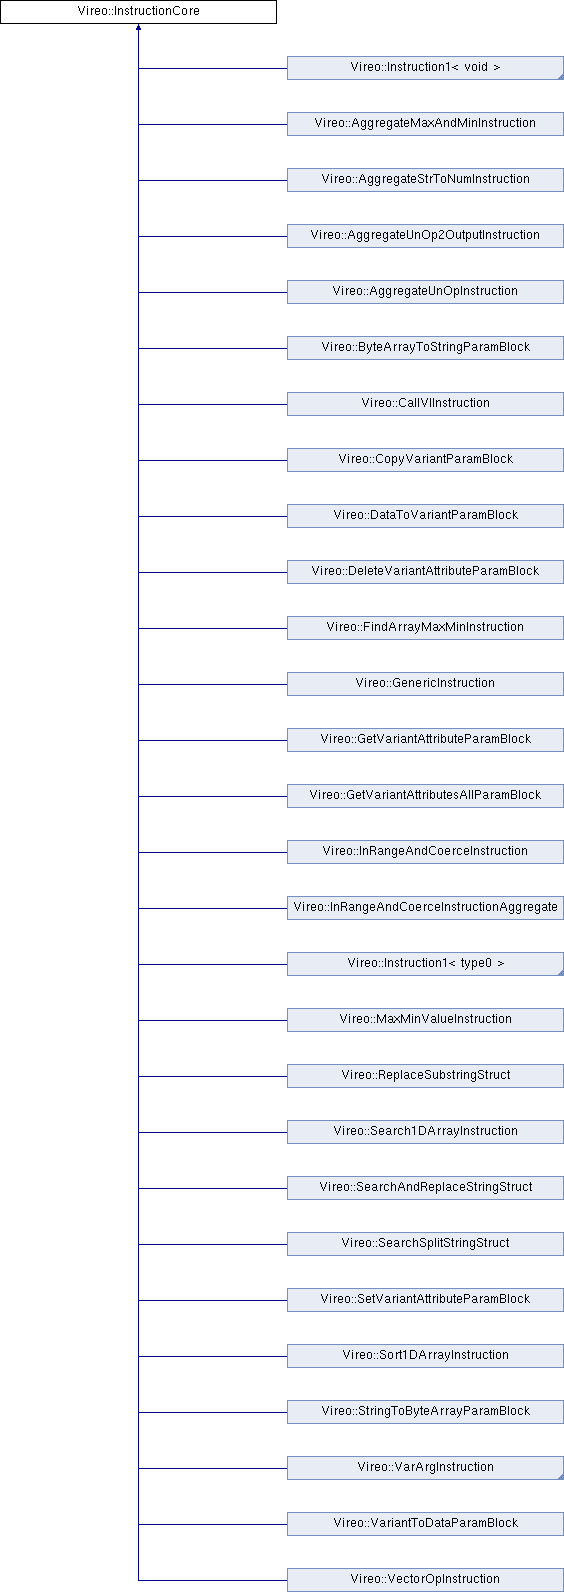 Vireo::InstructionCore
Vireo::Instruction1< void >
Vireo::AggregateMaxAndMinInstruction
Vireo::AggregateStrToNumInstruction
Vireo::AggregateUnOp2OutputInstruction
Vireo::AggregateUnOpInstruction
Vireo::ByteArrayToStringParamBlock
Vireo::CallVIInstruction
Vireo::CopyVariantParamBlock
Vireo::DataToVariantParamBlock
Vireo::DeleteVariantAttributeParamBlock
Vireo::FindArrayMaxMinInstruction
Vireo::GenericInstruction
Vireo::GetVariantAttributeParamBlock
Vireo::GetVariantAttributesAllParamBlock
Vireo::InRangeAndCoerceInstruction
Vireo::InRangeAndCoerceInstructionAggregate
Vireo::Instruction1< type0 >
Vireo::MaxMinValueInstruction
Vireo::ReplaceSubstringStruct
Vireo::Search1DArrayInstruction
Vireo::SearchAndReplaceStringStruct
Vireo::SearchSplitStringStruct
Vireo::SetVariantAttributeParamBlock
Vireo::Sort1DArrayInstruction
Vireo::StringToByteArrayParamBlock
Vireo::VarArgInstruction
Vireo::VariantToDataParamBlock
Vireo::VectorOpInstruction